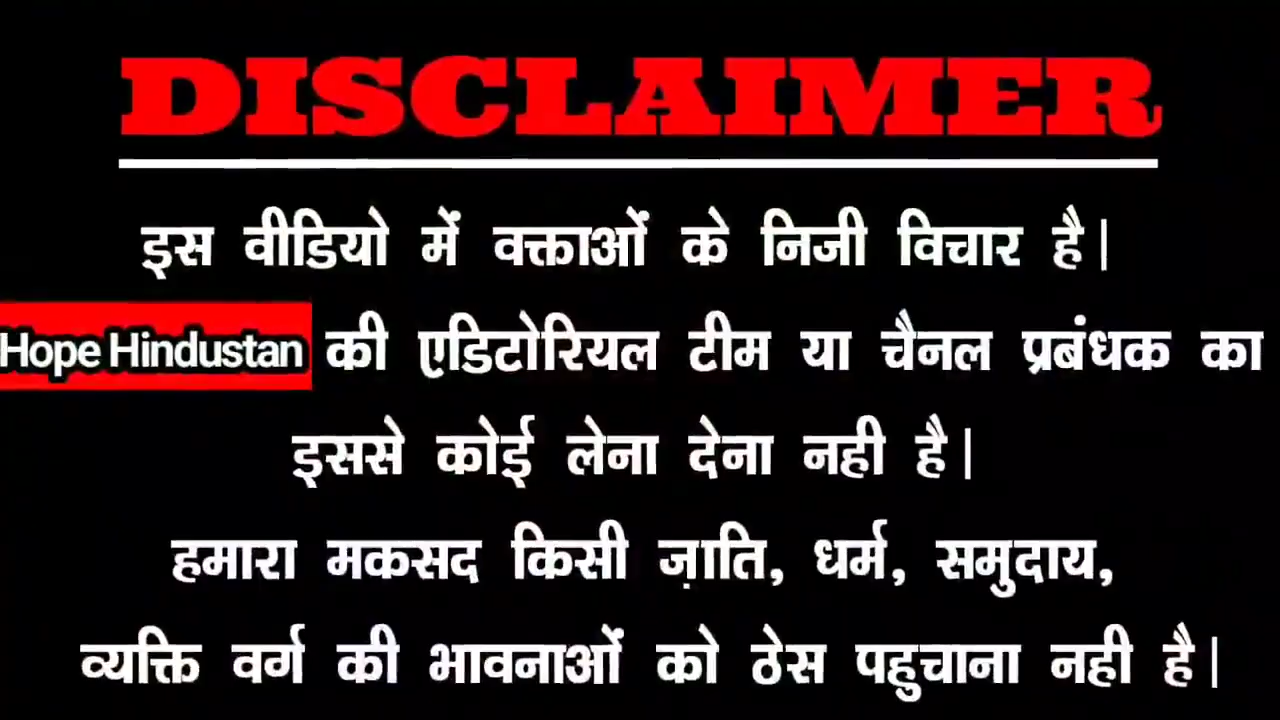 DISCLAIMER
इस वीडियो में वक्ताओं के निजी विचार है|
Hope Hindustan की एडिटोरियल टीम या चैनल प्रबंधक का
इससे कोई लेना देना नही है|
हमारा मकसद किसी ज़ाति, धर्म, समुदाय,
व्यक्ति वर्ग की भावनाओं को ठेस पहुचाना नही है|